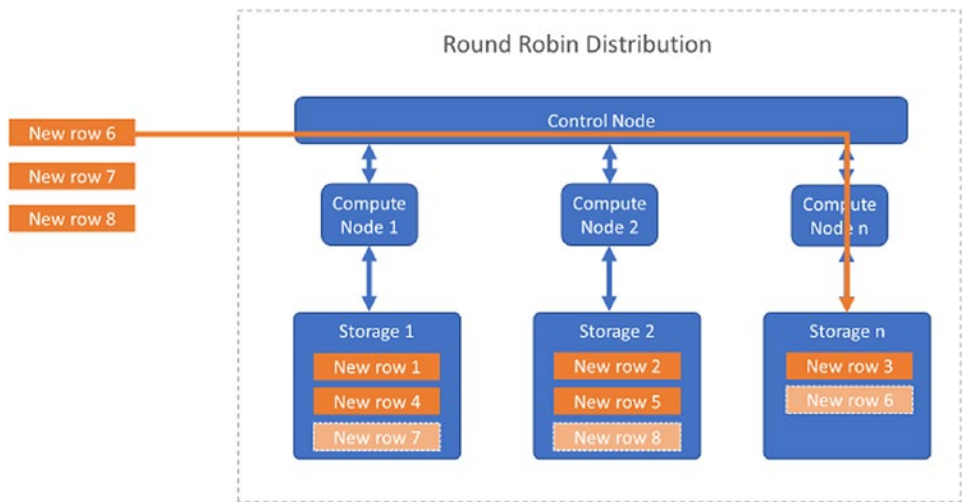 Round Robin Distribution
Control Node
New row 6
New row 7
New row 8
Compute
Node 1
Compute
Node 2
Compute
Node n
Storage 1
New row 1
New row 4
New row 7
Storage 2
New row 2
New row 5
New row 8
Storage n
New row 3
New row 6